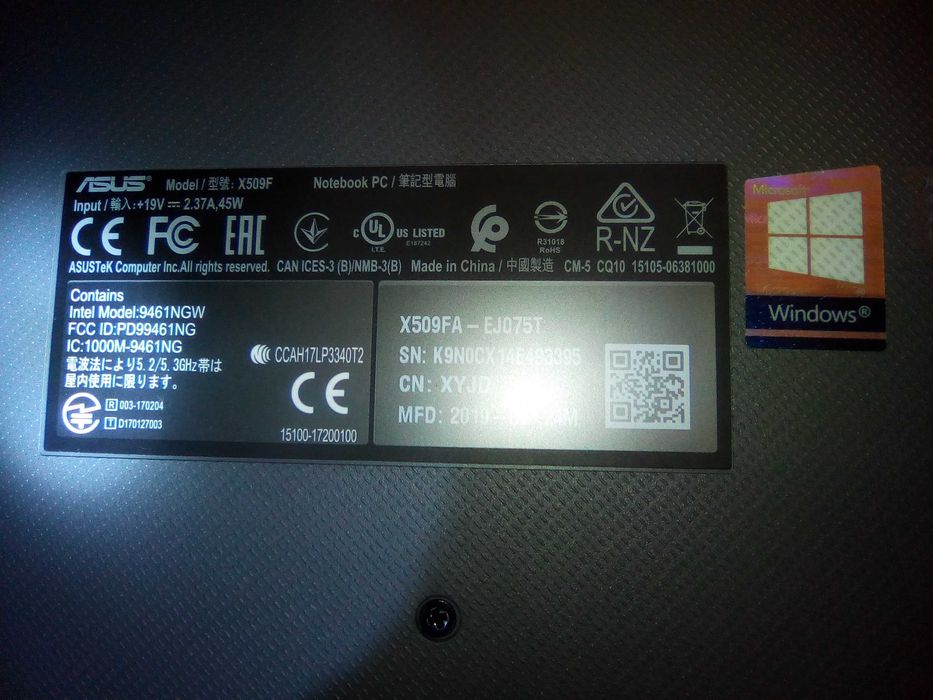 ASUS® Model / 型號: X509F Notebook PC / 筆記型電腦
Input / 輸入:+19V⎓ 2.37A,45W
CE FC EAC c UL US LISTED R-NZ
I.T.E. E187242 R31018
RoHS
ASUSTeK Computer Inc.All rights reserved. CAN ICES-3 (B)/NMB-3(B) Made in China / 中國製造 CM-5 CQ10 15105-06381000
Contains
Intel Model:9461NGW
FCC ID:PD99461NG
IC:1000M-9461NG
電波法により5.2/5.3GHz帯は
屋内使用に限ります。
R 003-170204
T D170127003
CCAH17LP3340T2
CE
15100-17200100
X509FA – EJ075T
SN: K9N0CX14E493395
CN: XYJD
MFD: 2019
Microsoft
Windows®